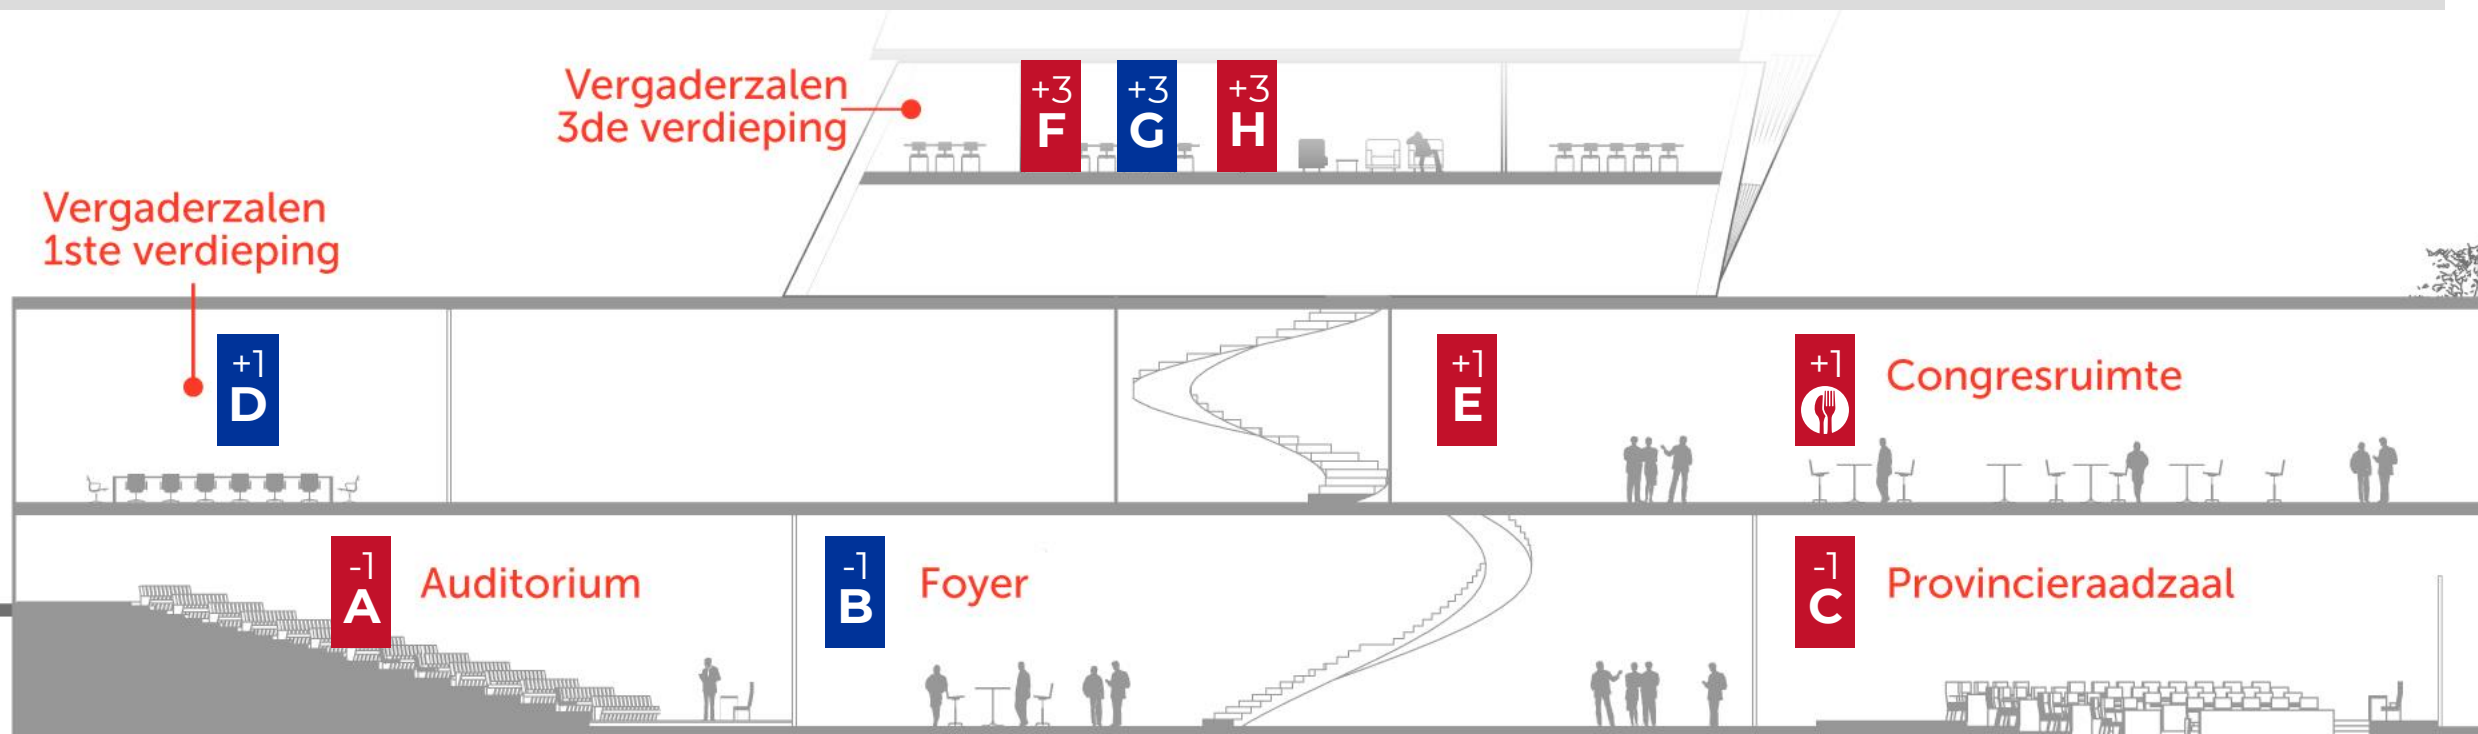 Vergaderzalen
3de verdieping
+3
F
+3
G
+3
H
Vergaderzalen
1ste verdieping
+1
D
+1
E
+1
Congresruimte
-1
A
Auditorium
-1
B
Foyer
-1
C
Provincieraadzaal